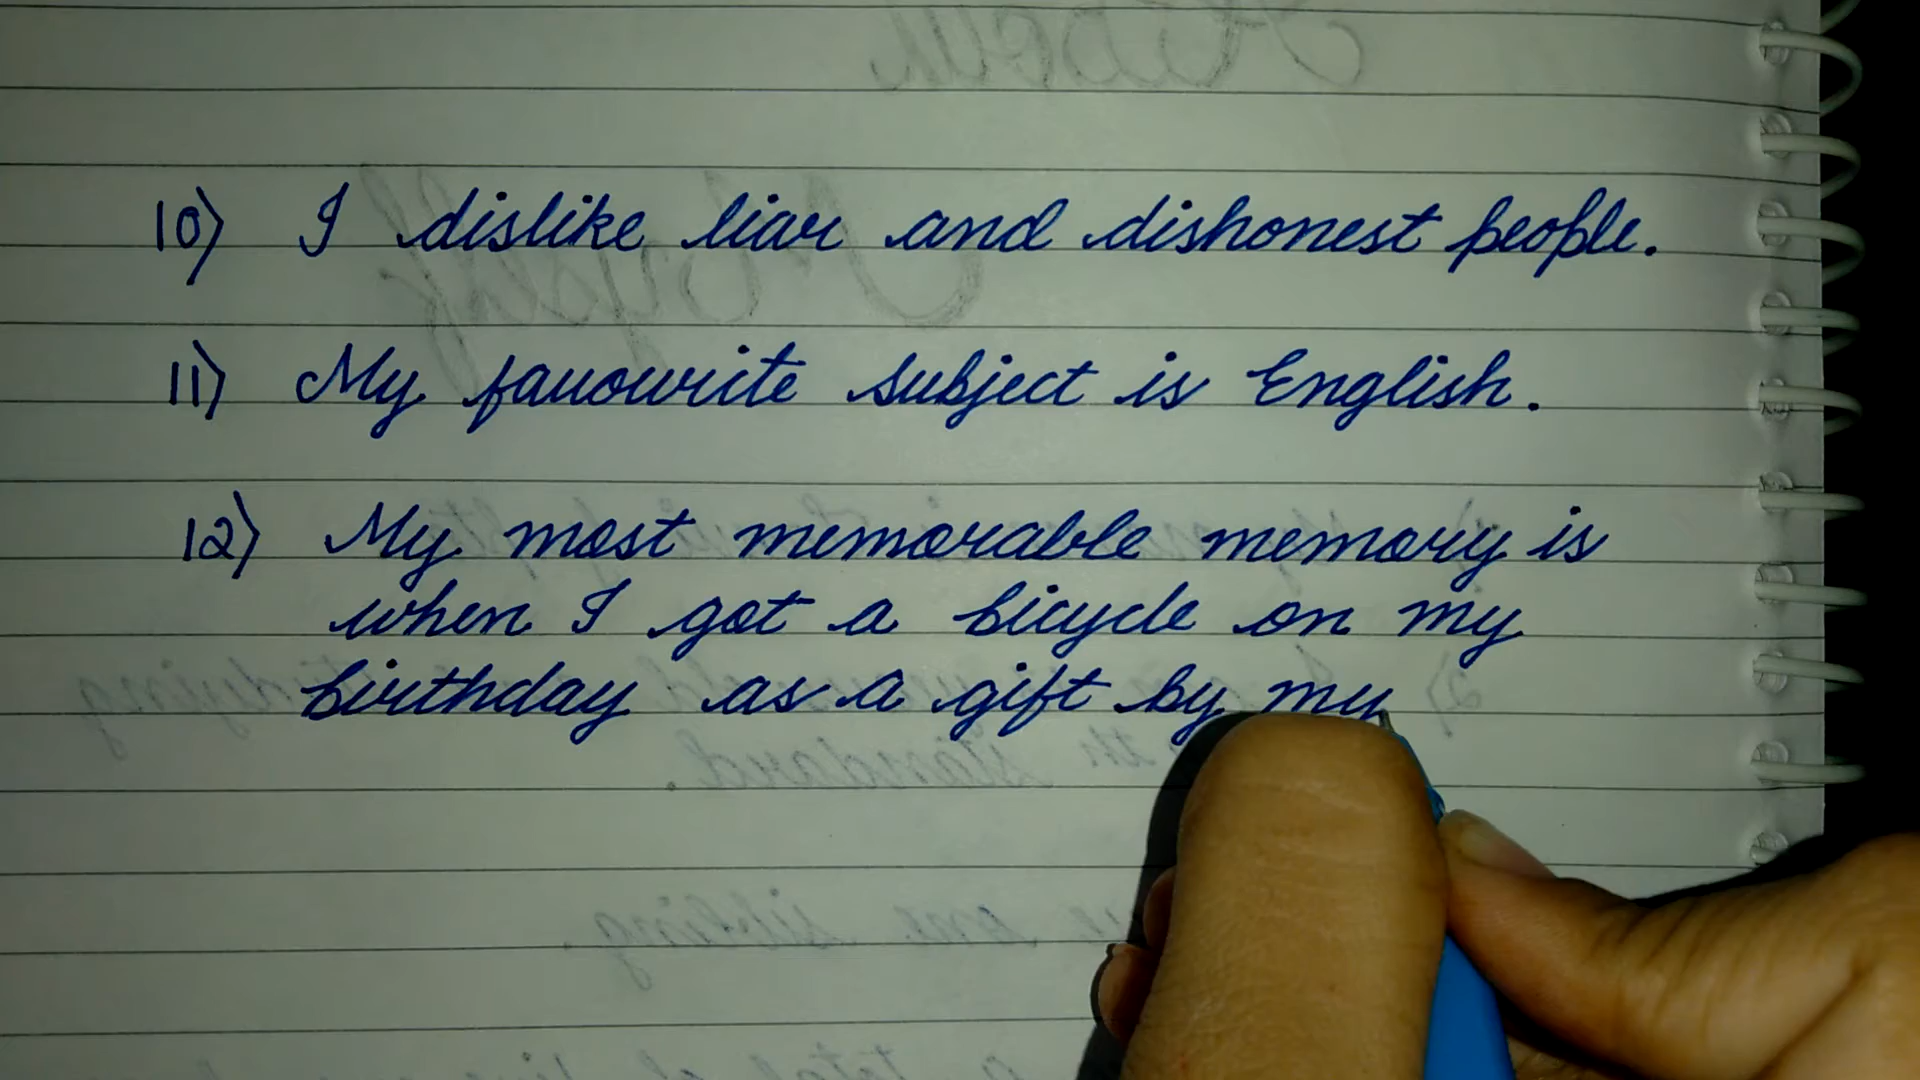 10) I dislike liar and dishonest people.
11) My favourite subject is English.
12) My most memorable memory is
when I got a bicycle on my
birthday as a gift by my